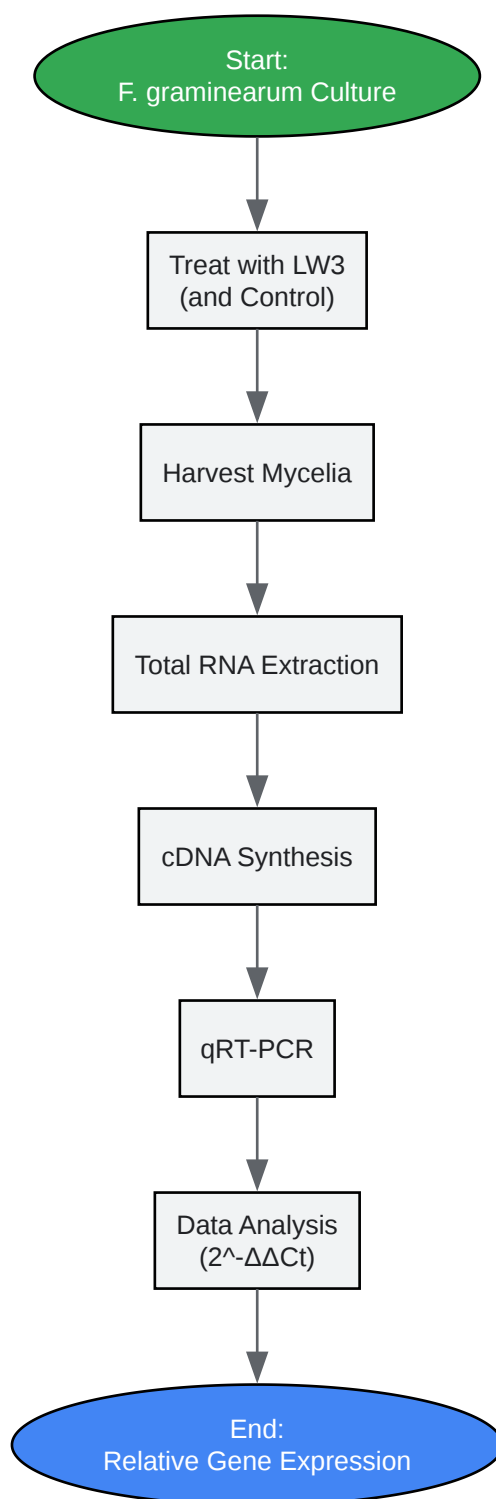 Start:
F. graminearum Culture
Treat with LW3
(and Control)
Harvest Mycelia
Total RNA Extraction
cDNA Synthesis
qRT-PCR
Data Analysis
(2^-ΔΔCt)
End:
Relative Gene Expression